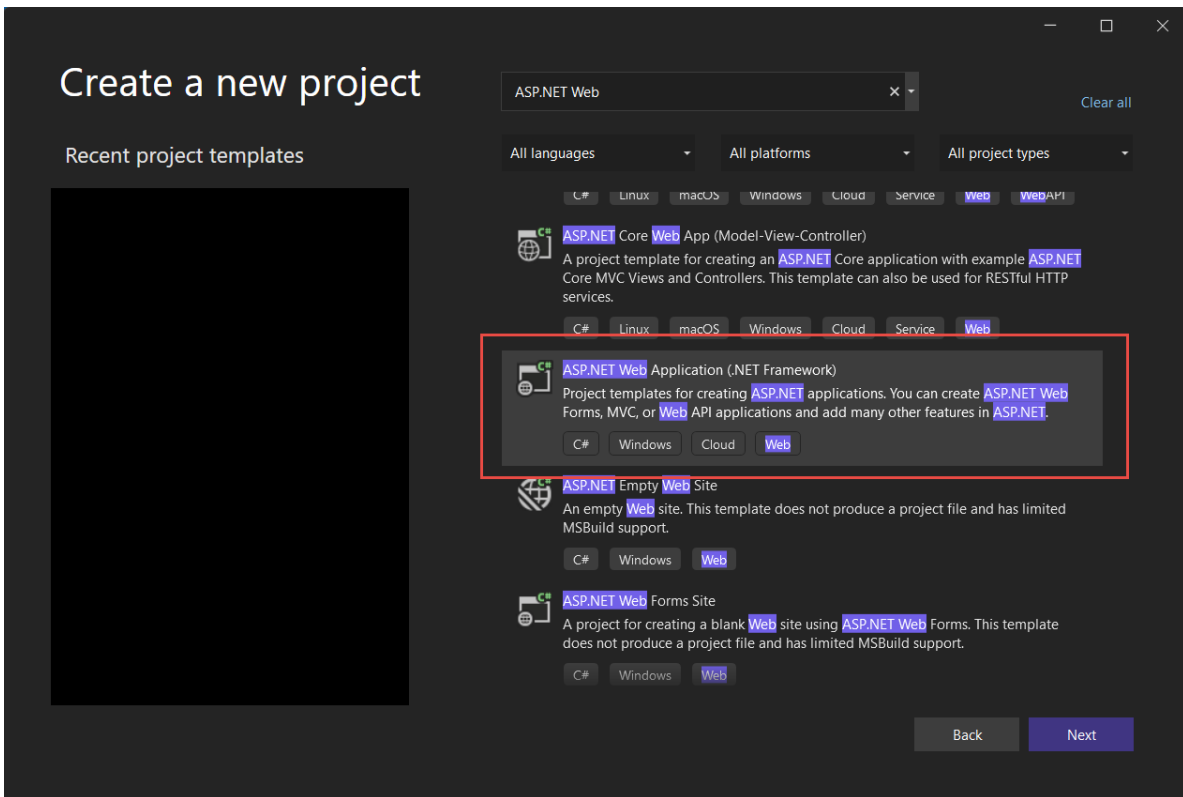 Create a new project
Recent project templates
ASP.NET Web
Clear all
All languages
All platforms
All project types
C# Linux macOS Windows Cloud Service Web WebAPI
ASP.NET Core Web App (Model-View-Controller)
A project template for creating an ASP.NET Core application with example ASP.NET
Core MVC Views and Controllers. This template can also be used for RESTful HTTP
services.
C# Linux macOS Windows Cloud Service Web
ASP.NET Web Application (.NET Framework)
Project templates for creating ASP.NET applications. You can create ASP.NET Web
Forms, MVC, or Web API applications and add many other features in ASP.NET.
C# Windows Cloud Web
ASP.NET Empty Web Site
An empty Web site. This template does not produce a project file and has limited
MSBuild support.
C# Windows Web
ASP.NET Web Forms Site
A project for creating a blank Web site using ASP.NET Web Forms. This template
does not produce a project file and has limited MSBuild support.
C# Windows Web
Back
Next